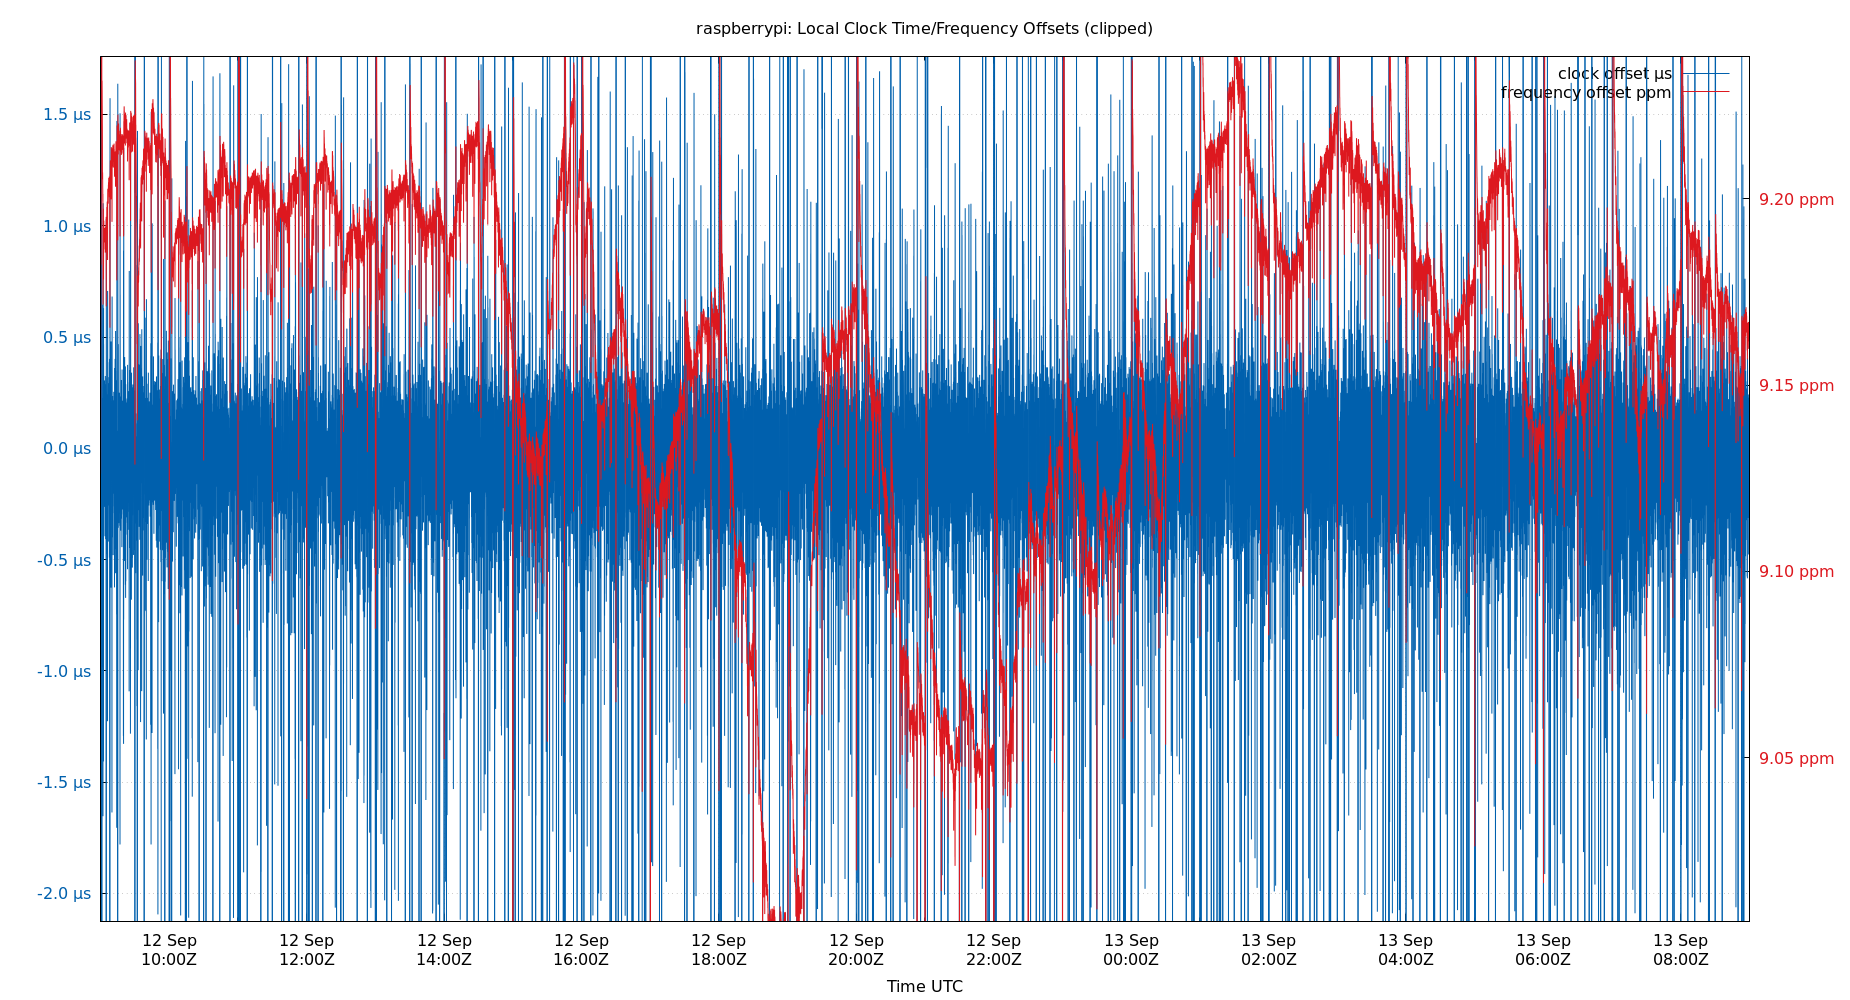 raspberrypi: Local Clock Time/Frequency Offsets (clipped)
clock offset µs
frequency offset ppm
1.5 µs
1.0 µs
0.5 µs
0.0 µs
-0.5 µs
-1.0 µs
-1.5 µs
-2.0 µs
9.20 ppm
9.15 ppm
9.10 ppm
9.05 ppm
12 Sep 12 Sep 12 Sep 12 Sep 12 Sep 12 Sep 12 Sep 13 Sep 13 Sep 13 Sep 13 Sep 13 Sep
10:00Z 12:00Z 14:00Z 16:00Z 18:00Z 20:00Z 22:00Z 00:00Z 02:00Z 04:00Z 06:00Z 08:00Z
Time UTC